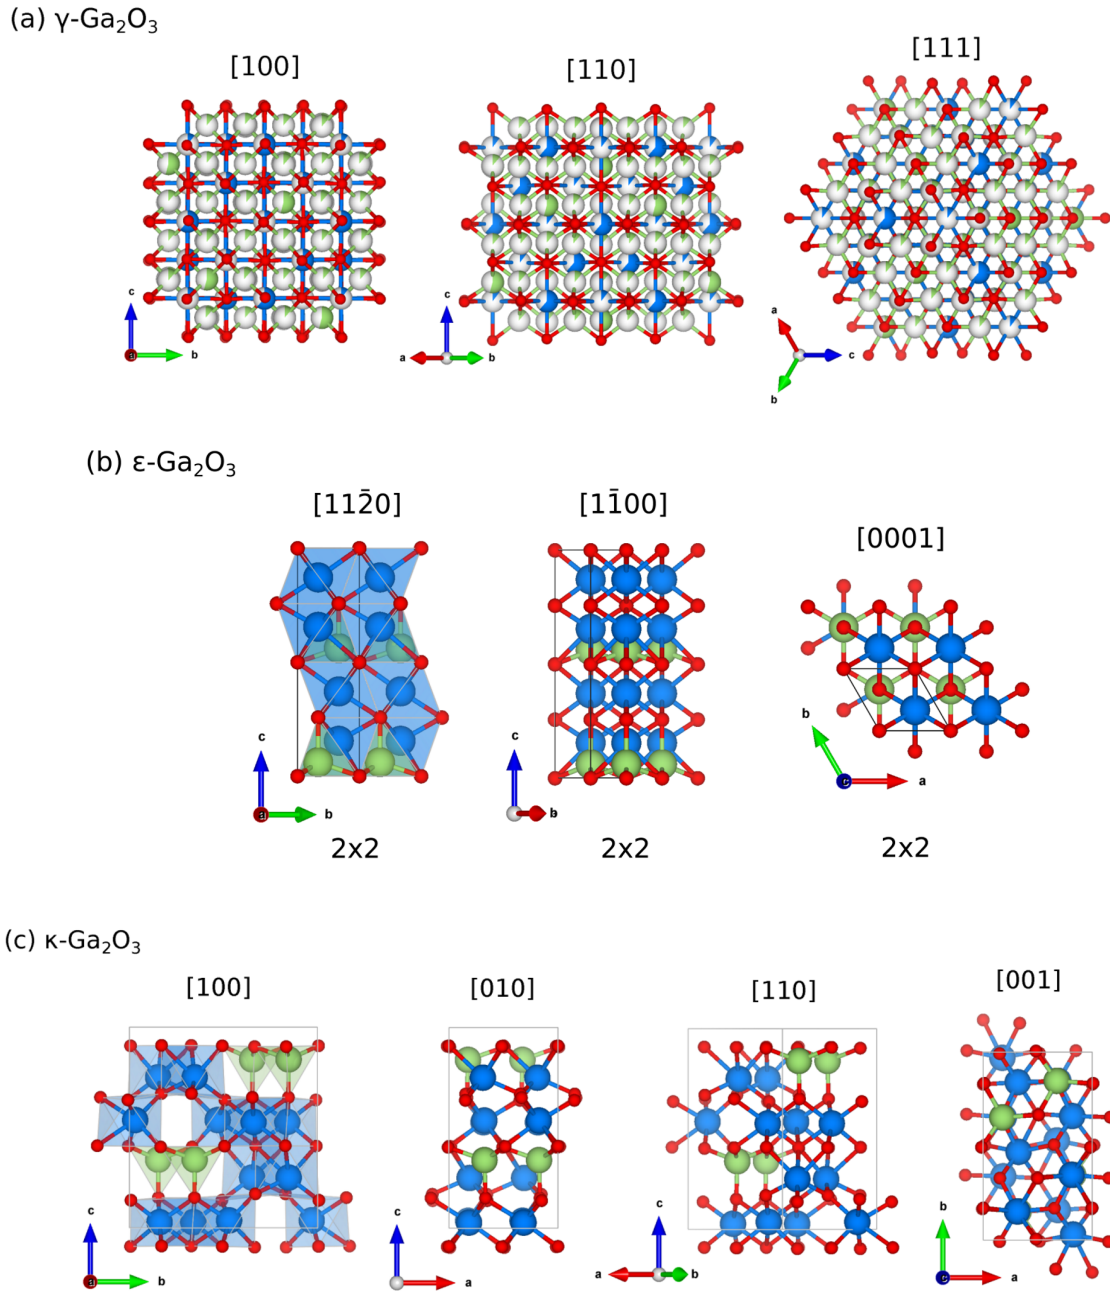 (a) γ-Ga₂O₃
[100]
[110]
[111]
c
a
b
c
a
b
a
b
c
(b) ε-Ga₂O₃
[112̄0]
[11̄00]
[0001]
c
a
b
c
b
b
c
a
2x2
2x2
2x2
(c) κ-Ga₂O₃
[100]
[010]
[110]
[001]
c
a
b
c
a
c
a
b
b
c
a